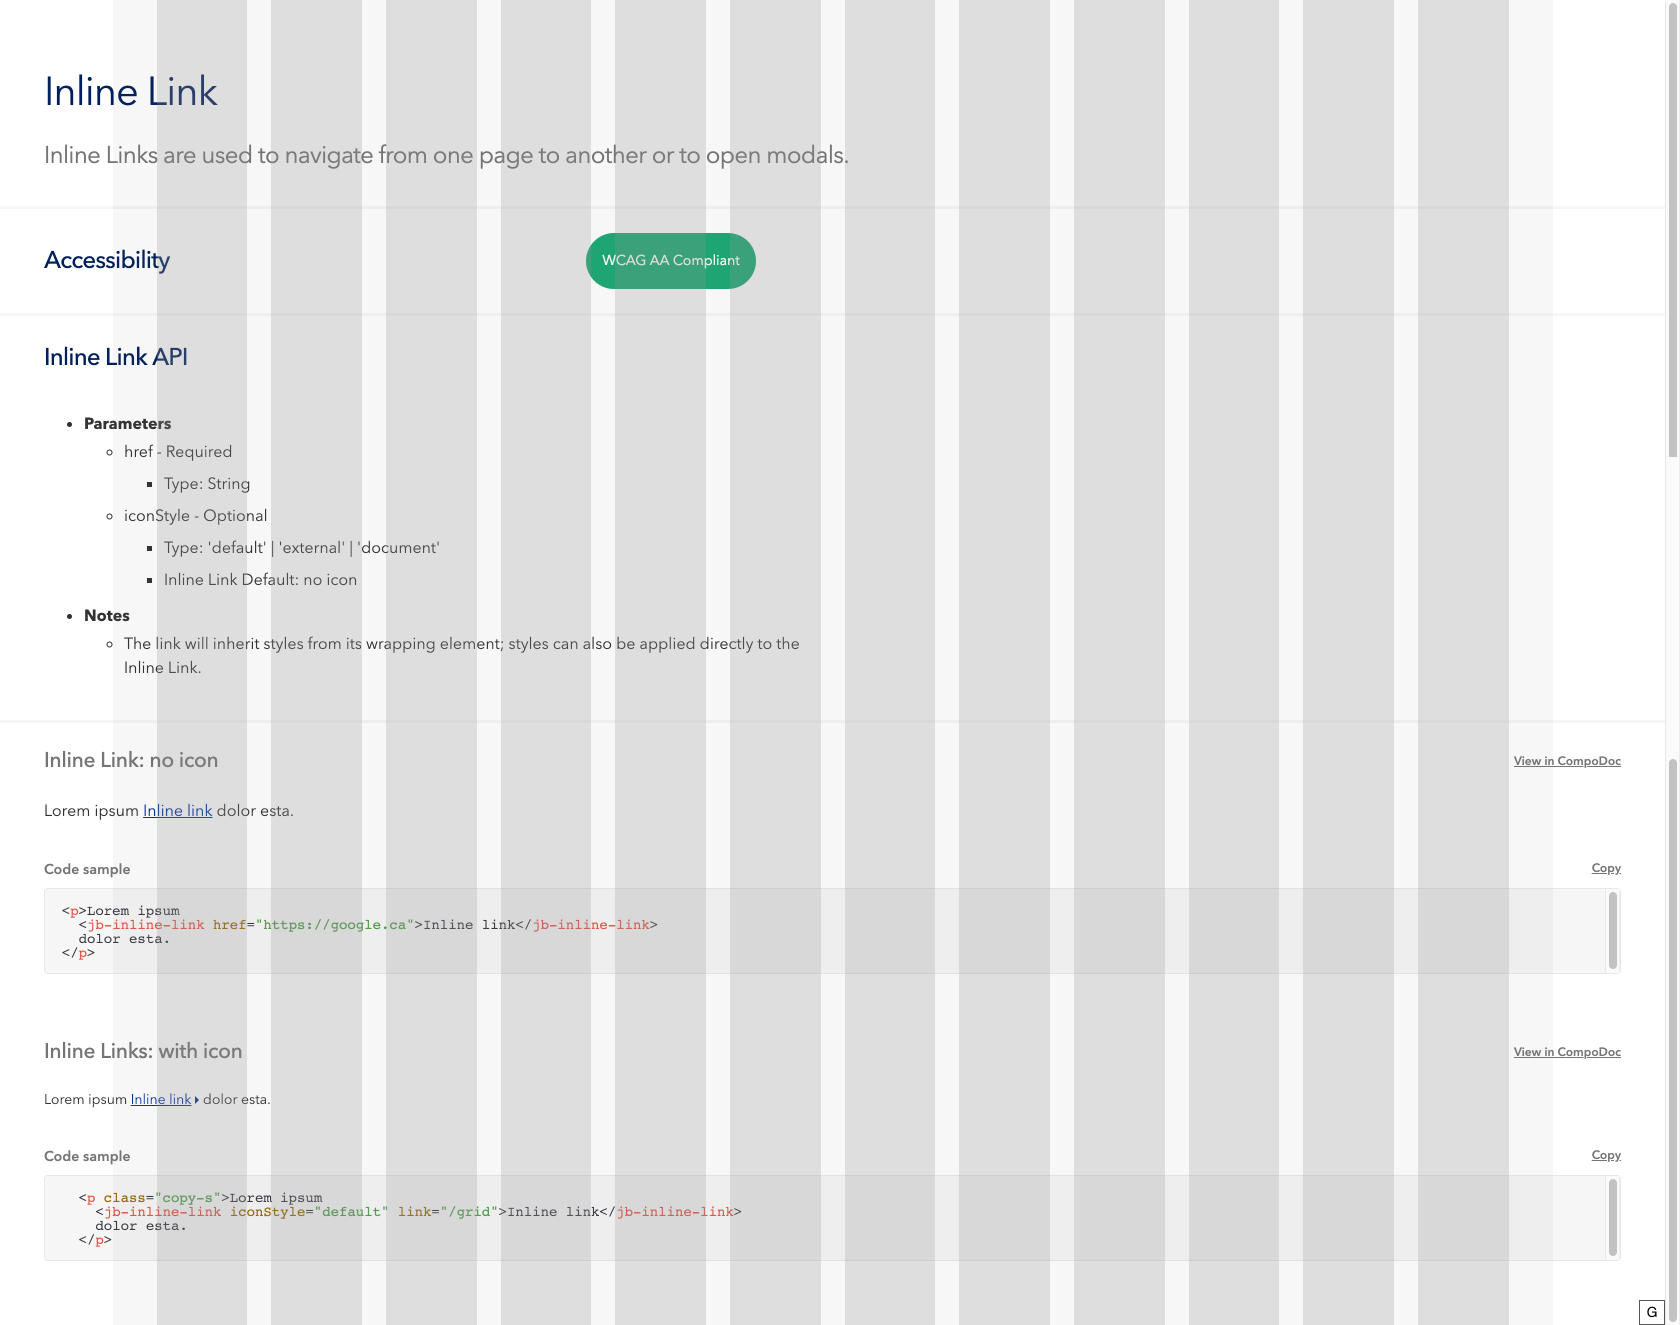 Inline Link
Inline Links are used to navigate from one page to another or to open modals.
Accessibility
WCAG AA Compliant
Inline Link API
Parameters
href - Required
Type: String
iconStyle - Optional
Type: 'default' | 'external' | 'document'
Inline Link Default: no icon
Notes
The link will inherit styles from its wrapping element; styles can also be applied directly to the
Inline Link.
Inline Link: no icon
View in CompoDoc
Lorem ipsum Inline link dolor esta.
Code sample
Copy
<p>Lorem ipsum
<jb-inline-link href="https://google.ca">Inline link</jb-inline-link>
dolor esta.
</p>
Inline Links: with icon
View in CompoDoc
Lorem ipsum Inline link dolor esta.
Code sample
Copy
<p class="copy-s">Lorem ipsum
<jb-inline-link iconStyle="default" link="/grid">Inline link</jb-inline-link>
dolor esta.
</p>
G